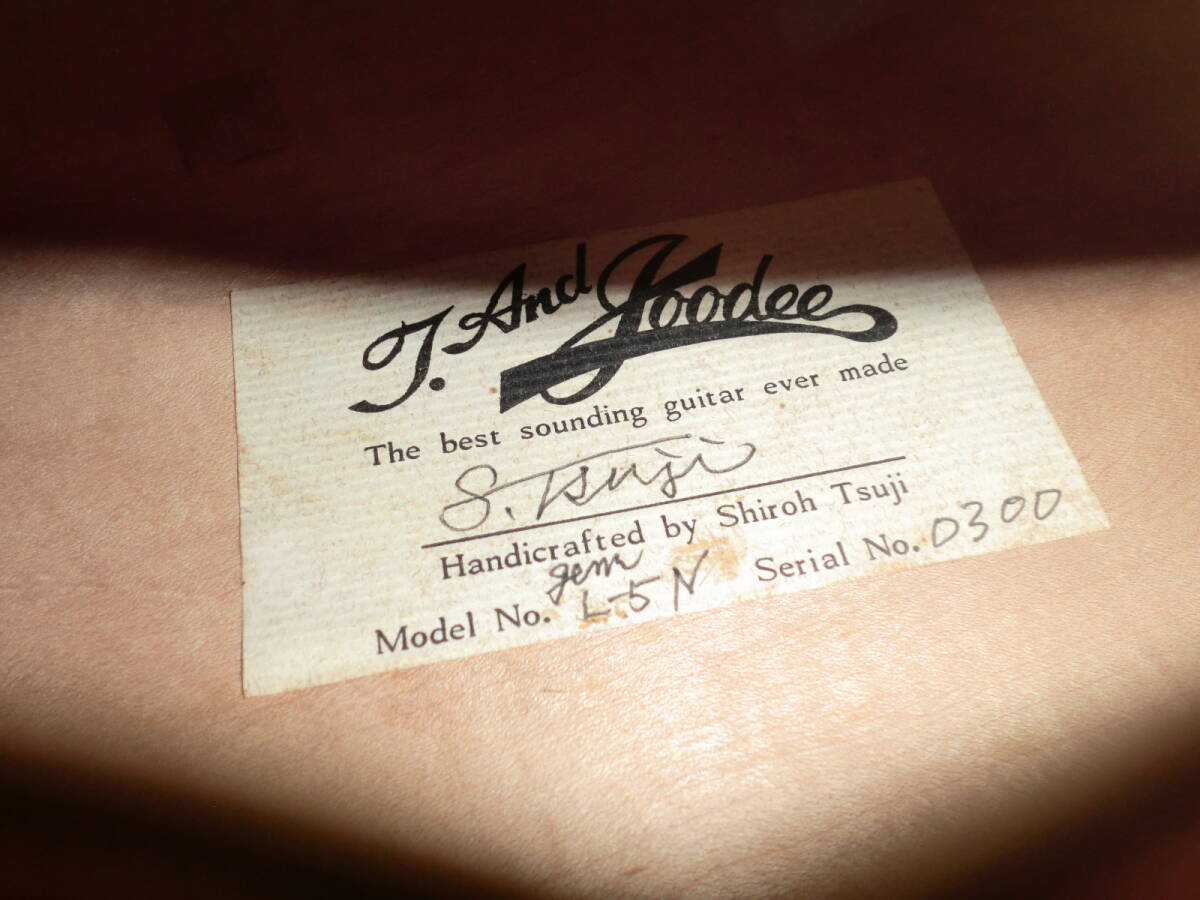 T. And Joodee
The best sounding guitar ever made
S. Tsuji
Handicrafted by Shiroh Tsuji
gem
Model No. L-5N Serial No. 0300